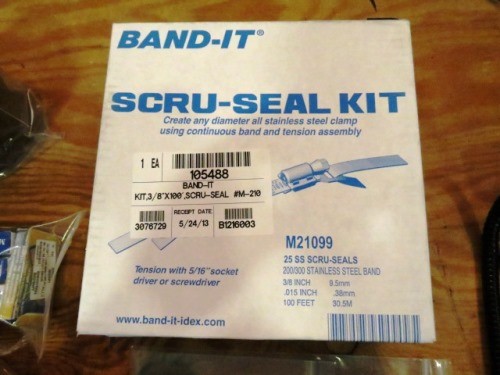 BAND-IT®
SCRU-SEAL KIT
Create any diameter all stainless steel clamp
using continuous band and tension assembly
1 EA
105488
BAND-IT
KIT,3/8"X100',SCRU-SEAL #M-210
3076729
RECEIPT DATE
5/24/13
B1216003
M21099
25 SS SCRU-SEALS
200/300 STAINLESS STEEL BAND
3/8 INCH 9.5mm
.015 INCH .38mm
100 FEET 30.5M
Tension with 5/16" socket
driver or screwdriver
www.band-it-idex.com